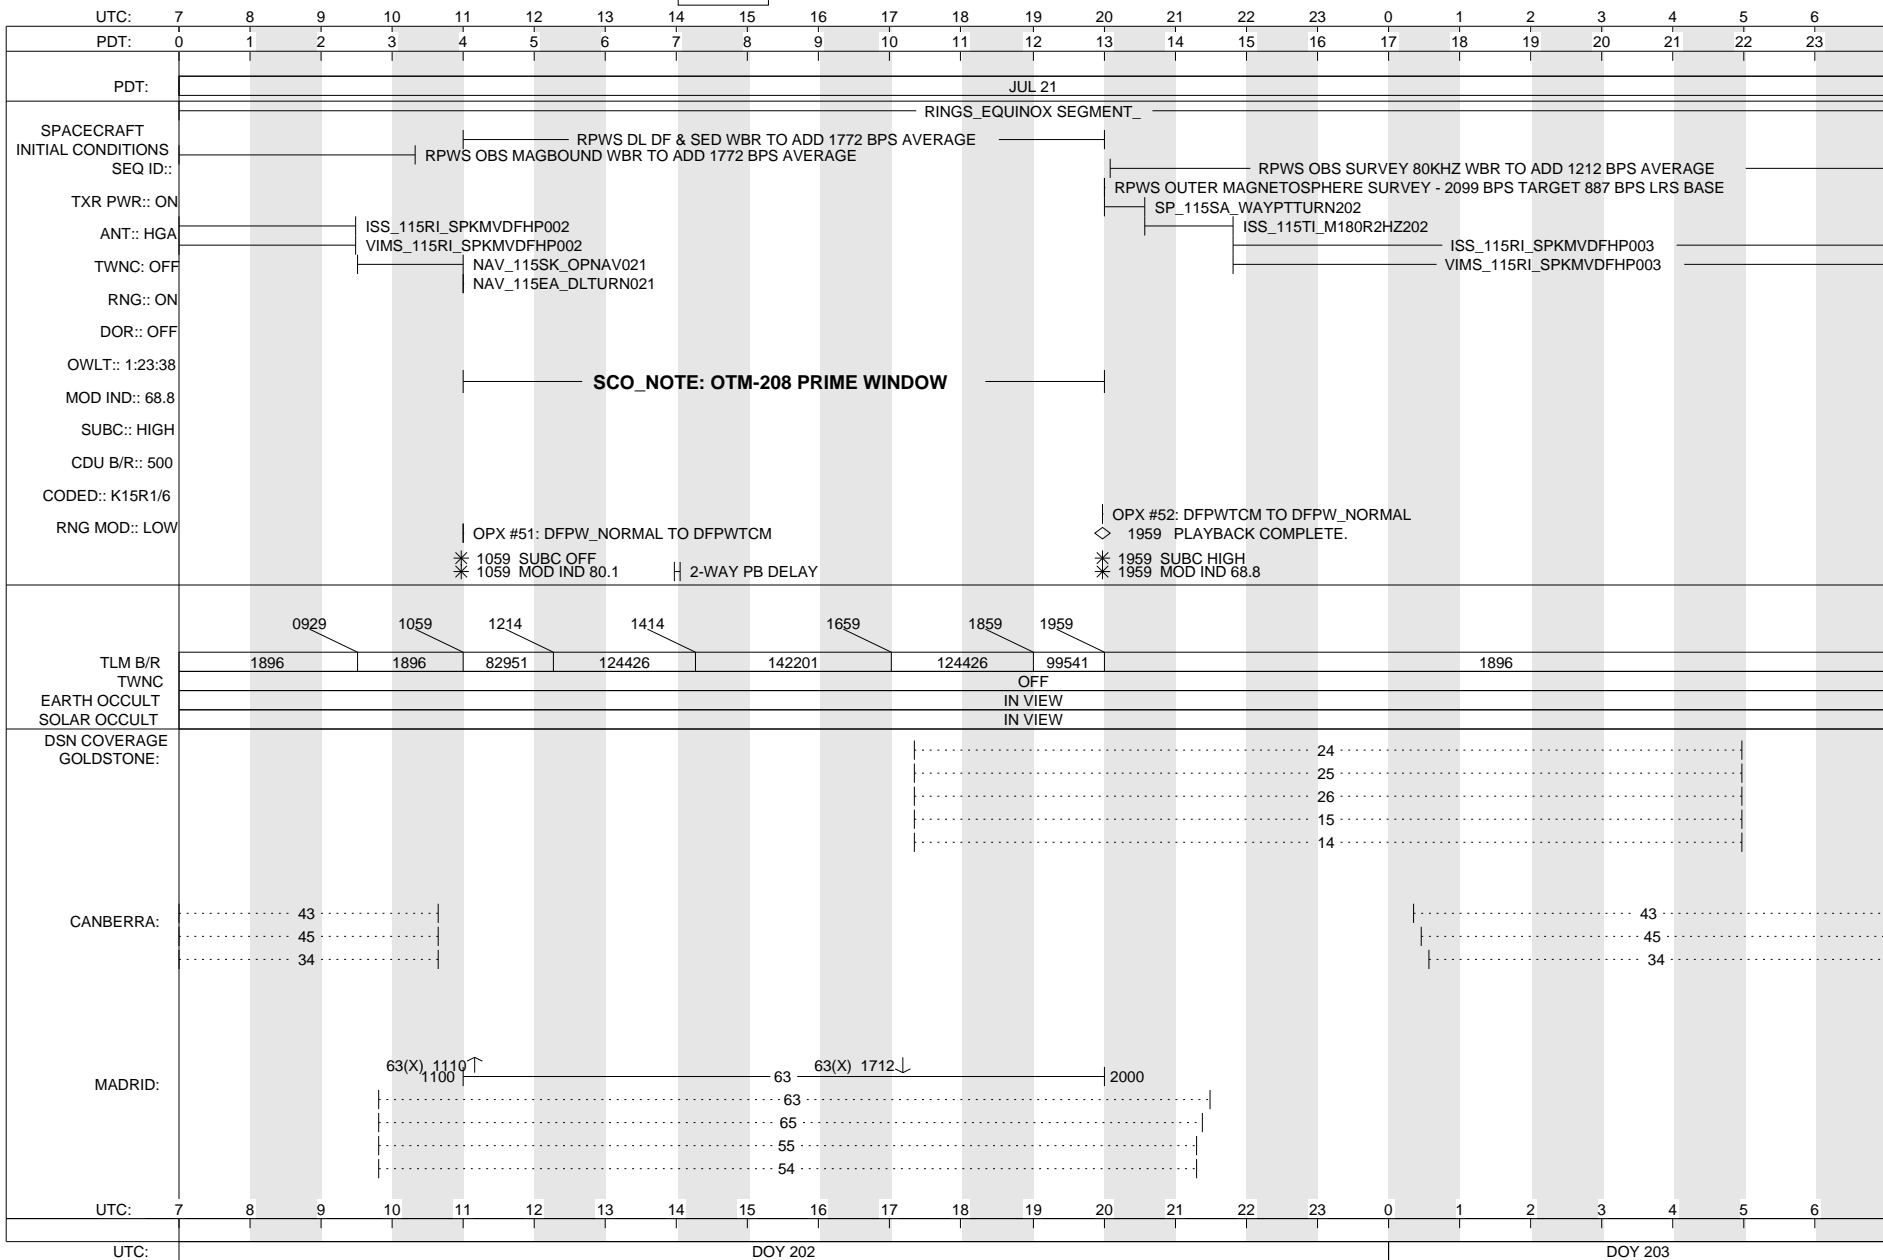 UTC: 7 8 9 10 11 12 13 14 15 16 17 18 19 20 21 22 23 0 1 2 3 4 5 6
PDT: 0 1 2 3 4 5 6 7 8 9 10 11 12 13 14 15 16 17 18 19 20 21 22 23
PDT: JUL 21
RINGS_EQUINOX SEGMENT_
SPACECRAFT
INITIAL CONDITIONS
RPWS DL DF & SED WBR TO ADD 1772 BPS AVERAGE
RPWS OBS MAGBOUND WBR TO ADD 1772 BPS AVERAGE
SEQ ID::
RPWS OBS SURVEY 80KHZ WBR TO ADD 1212 BPS AVERAGE
RPWS OUTER MAGNETOSPHERE SURVEY - 2099 BPS TARGET 887 BPS LRS BASE
TXR PWR:: ON
SP_115SA_WAYPTTURN202
ANT:: HGA
ISS_115RI_SPKMVDFHP002
ISS_115TI_M180R2HZ202
VIMS_115RI_SPKMVDFHP002
ISS_115RI_SPKMVDFHP003
TWNC: OFF
NAV_115SK_OPNAV021
VIMS_115RI_SPKMVDFHP003
NAV_115EA_DLTURN021
RNG:: ON
DOR:: OFF
OWLT:: 1:23:38
SCO_NOTE: OTM-208 PRIME WINDOW
MOD IND:: 68.8
SUBC:: HIGH
CDU B/R:: 500
CODED:: K15R1/6
OPX #52: DFPWTCM TO DFPW_NORMAL
RNG MOD:: LOW
OPX #51: DFPW_NORMAL TO DFPWTCM
1959 PLAYBACK COMPLETE.
1059 SUBC OFF
1959 SUBC HIGH
1059 MOD IND 80.1
2-WAY PB DELAY
1959 MOD IND 68.8
0929 1059 1214 1414 1659 1859 1959
TLM B/R 1896 1896 82951 124426 142201 124426 99541 1896
TWNC OFF
EARTH OCCULT IN VIEW
SOLAR OCCULT IN VIEW
DSN COVERAGE
GOLDSTONE:
24
25
26
15
14
CANBERRA:
43 43
45 45
34 34
MADRID:
63(X) 1110 63(X) 1712
1100 63 2000
63
65
55
54
UTC: 7 8 9 10 11 12 13 14 15 16 17 18 19 20 21 22 23 0 1 2 3 4 5 6
UTC: DOY 202 DOY 203